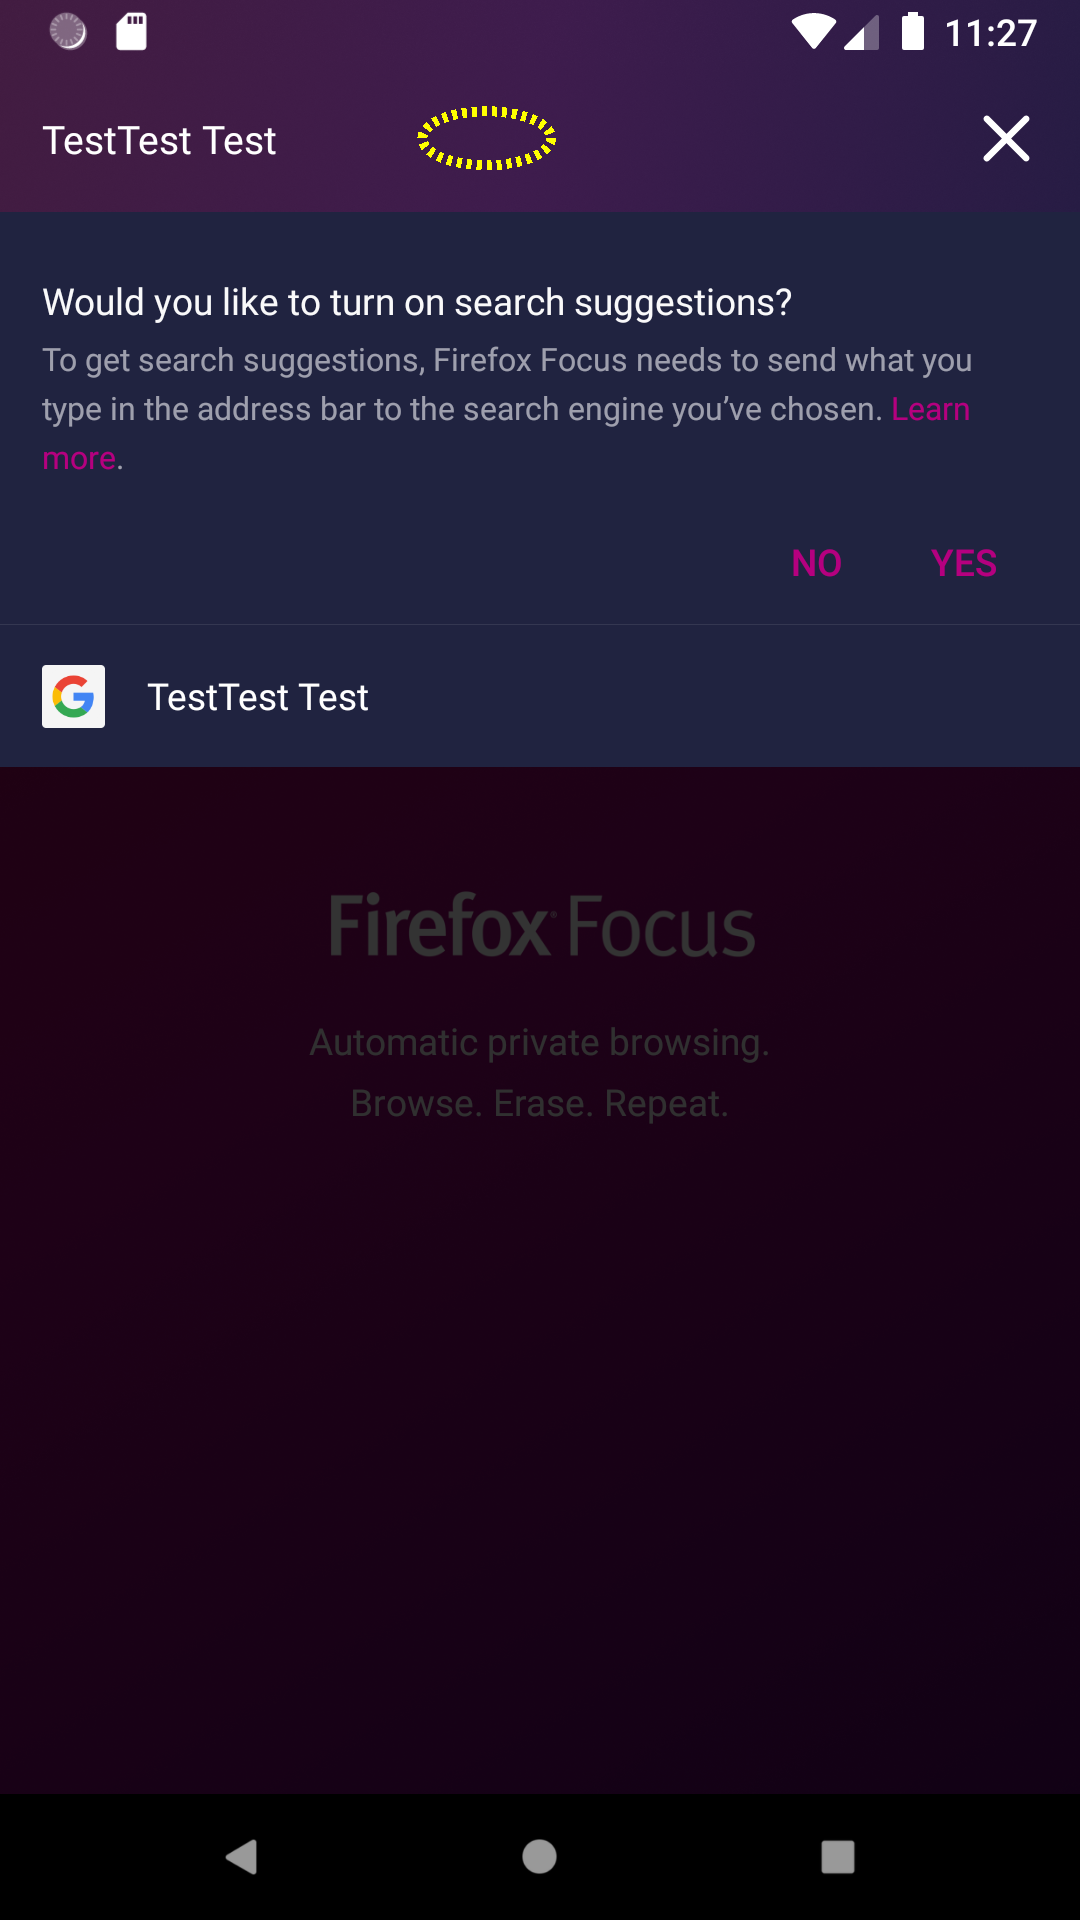 11:27
TestTest Test
Would you like to turn on search suggestions?
To get search suggestions, Firefox Focus needs to send what you
type in the address bar to the search engine you’ve chosen. Learn
more.
NO YES
TestTest Test
Firefox Focus
Automatic private browsing.
Browse. Erase. Repeat.